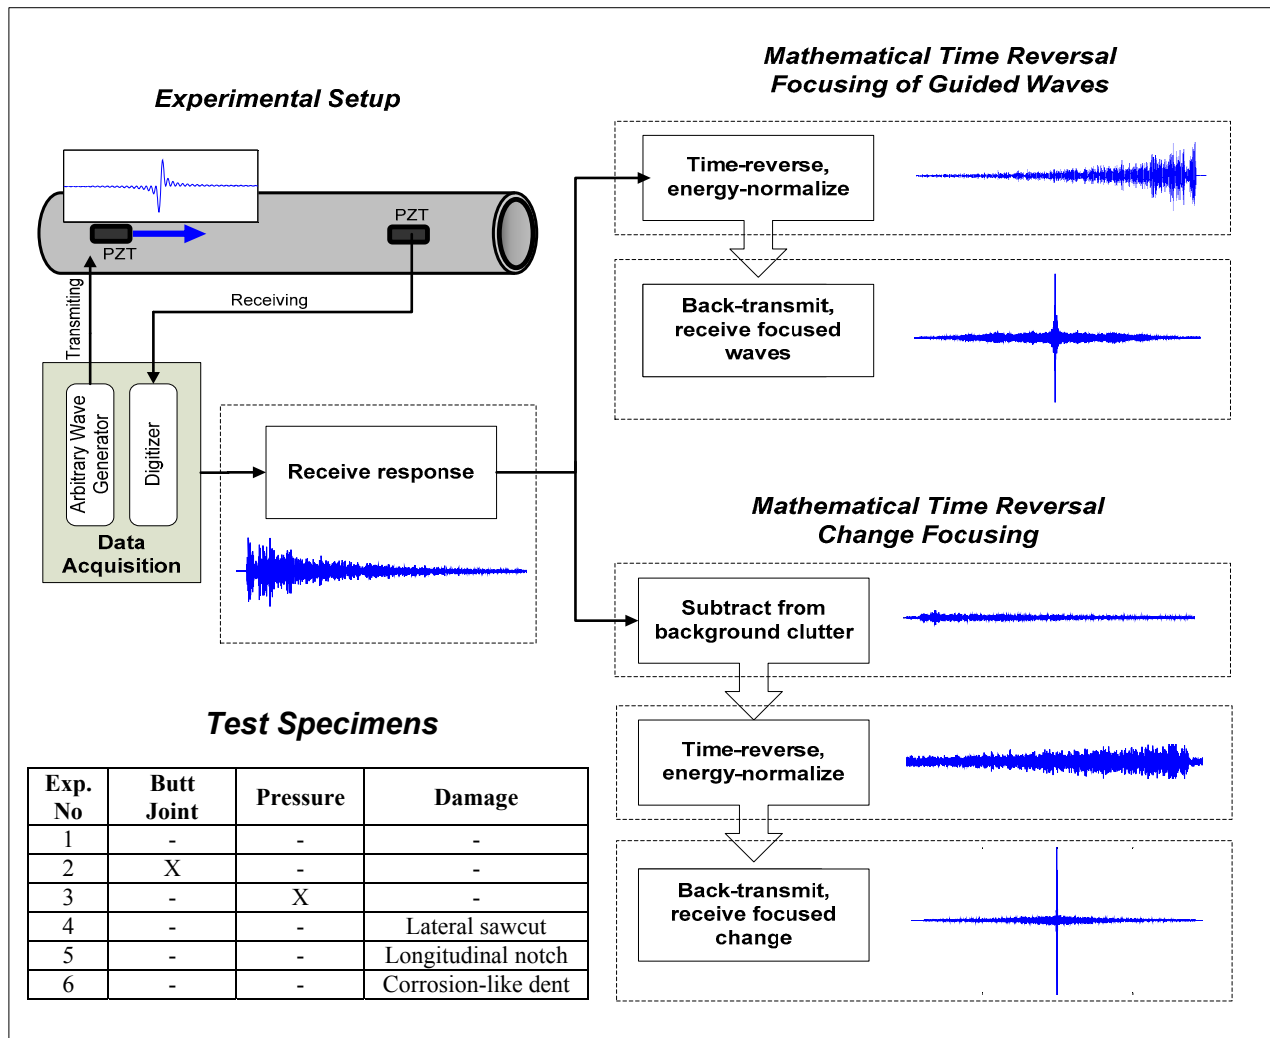 Experimental Setup
PZT
PZT
Transmiting
Receiving
Arbitrary Wave
Generator
Digitizer
Data
Acquisition
Receive response
Mathematical Time Reversal
Focusing of Guided Waves
Time-reverse,
energy-normalize
Back-transmit,
receive focused
waves
Mathematical Time Reversal
Change Focusing
Subtract from
background clutter
Time-reverse,
energy-normalize
Back-transmit,
receive focused
change
Test Specimens
Exp. No Butt Joint Pressure Damage
1 - - -
2 X - -
3 - X -
4 - - Lateral sawcut
5 - - Longitudinal notch
6 - - Corrosion-like dent